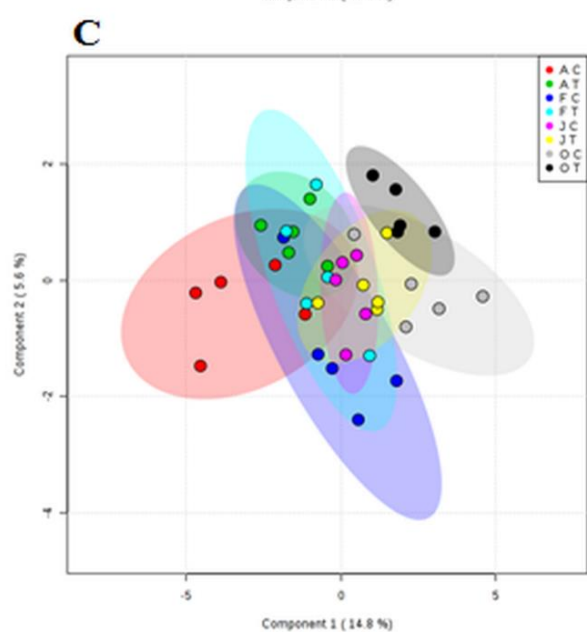 C
A C
A T
F C
F T
J C
J T
O C
O T
2
0
-2
-4
Component 2 ( 5.6 %)
-5
0
5
Component 1 ( 14.8 %)